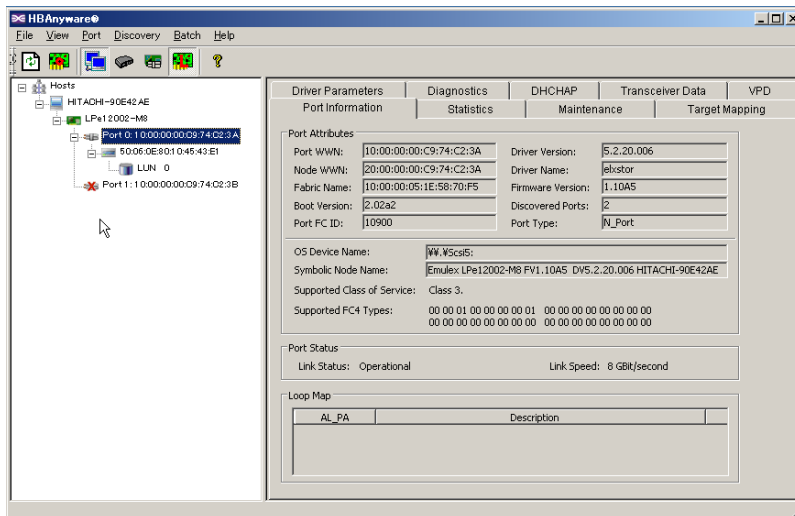 HBAnyware®
File View Port Discovery Batch Help
Hosts
HITACHI-90E42AE
LPe12002-M8
Port 0: 10:00:00:00:C9:74:C2:3A
50:06:0E:80:10:45:43:E1
LUN 0
Port 1: 10:00:00:00:C9:74:C2:3B
Driver Parameters Diagnostics DHCHAP Transceiver Data VPD
Port Information Statistics Maintenance Target Mapping
Port Attributes
Port WWN: 10:00:00:00:C9:74:C2:3A Driver Version: 5.2.20.006
Node WWN: 20:00:00:00:C9:74:C2:3A Driver Name: elxstor
Fabric Name: 10:00:00:05:1E:58:70:F5 Firmware Version: 1.10A5
Boot Version: 2.02a2 Discovered Ports: 2
Port FC ID: 10900 Port Type: N_Port
OS Device Name: ¥¥.¥Scsi5:
Symbolic Node Name: Emulex LPe12002-M8 FV1.10A5 DV5.2.20.006 HITACHI-90E42AE
Supported Class of Service: Class 3.
Supported FC4 Types: 00 00 01 00 00 00 00 01 00 00 00 00 00 00 00 00
00 00 00 00 00 00 00 00 00 00 00 00 00 00 00 00
Port Status
Link Status: Operational Link Speed: 8 GBit/second
Loop Map
AL_PA Description